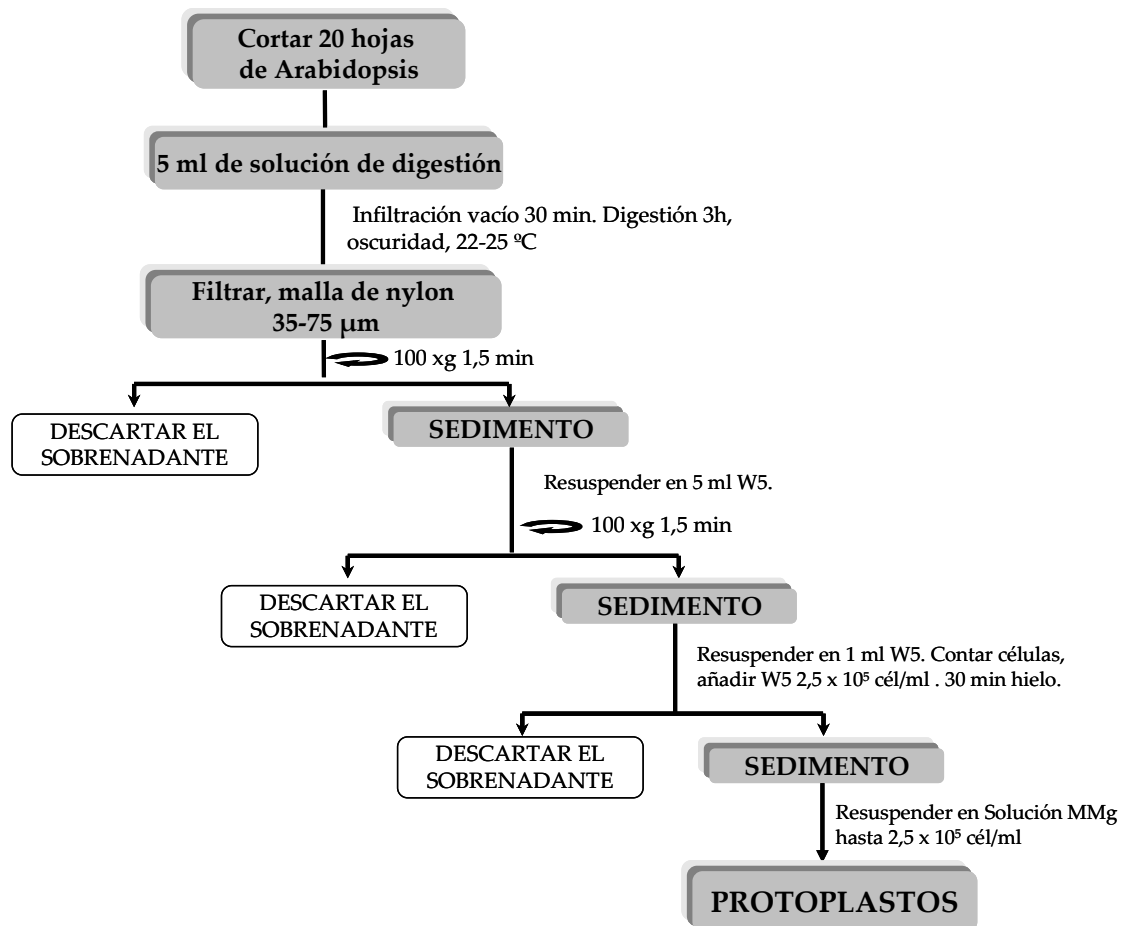 Cortar 20 hojas
de Arabidopsis
5 ml de solución de digestión
Infiltración vacío 30 min. Digestión 3h,
oscuridad, 22-25 ºC
Filtrar, malla de nylon
35-75 µm
100 xg 1,5 min
DESCARTAR EL
SOBRENADANTE
SEDIMENTO
Resuspender en 5 ml W5.
100 xg 1,5 min
DESCARTAR EL
SOBRENADANTE
SEDIMENTO
Resuspender en 1 ml W5. Contar células,
añadir W5 2,5 x 10⁵ cél/ml . 30 min hielo.
DESCARTAR EL
SOBRENADANTE
SEDIMENTO
Resuspender en Solución MMg
hasta 2,5 x 10⁵ cél/ml
PROTOPLASTOS